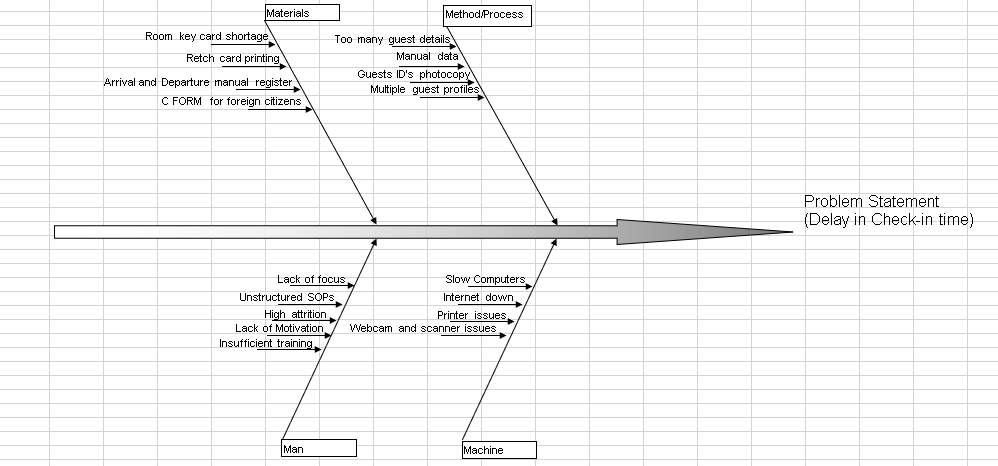 Materials
Room key card shortage
Retch card printing
Arrival and Departure manual register
C FORM for foreign citizens
Method/Process
Too many guest details
Manual data
Guests ID's photocopy
Multiple guest profiles
Problem Statement
(Delay in Check-in time)
Lack of focus
Unstructured SOPs
High attrition
Lack of Motivation
Insufficient training
Man
Slow Computers
Internet down
Printer issues
Webcam and scanner issues
Machine